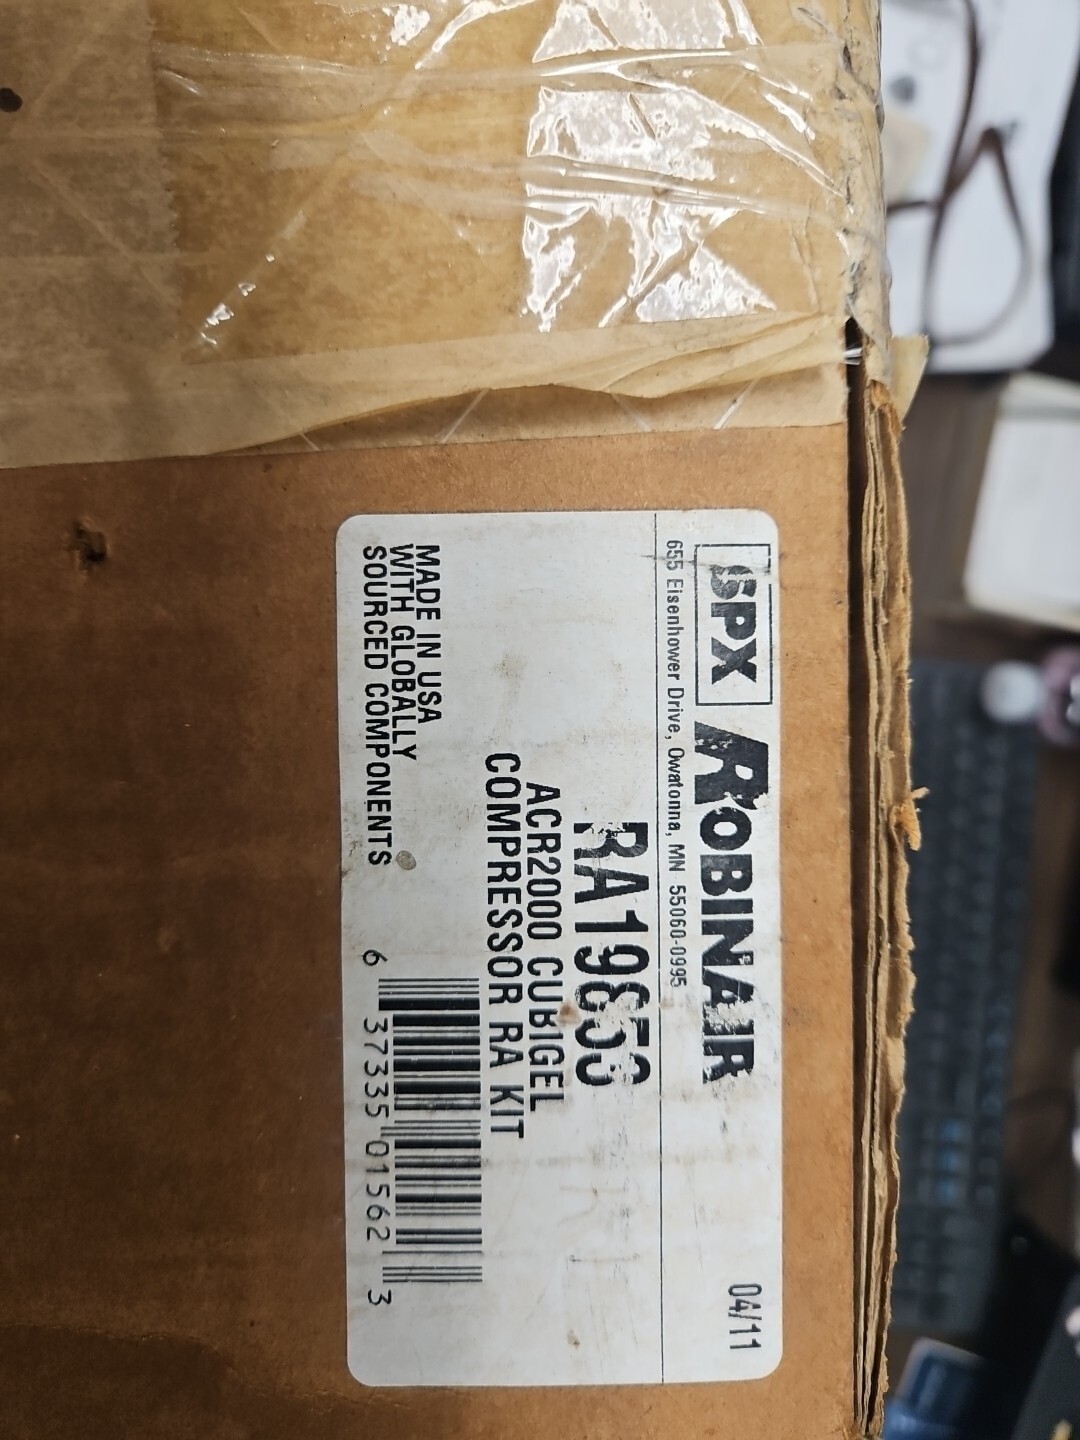 SPX ROBINAIR 04/11
655 Eisenhower Drive, Owatonna, MN 55060-0995
ACR2000 CUBIGEL
COMPRESSOR RA KIT
MADE IN USA
WITH GLOBALLY
SOURCED COMPONENTS
6 37335 01562 3